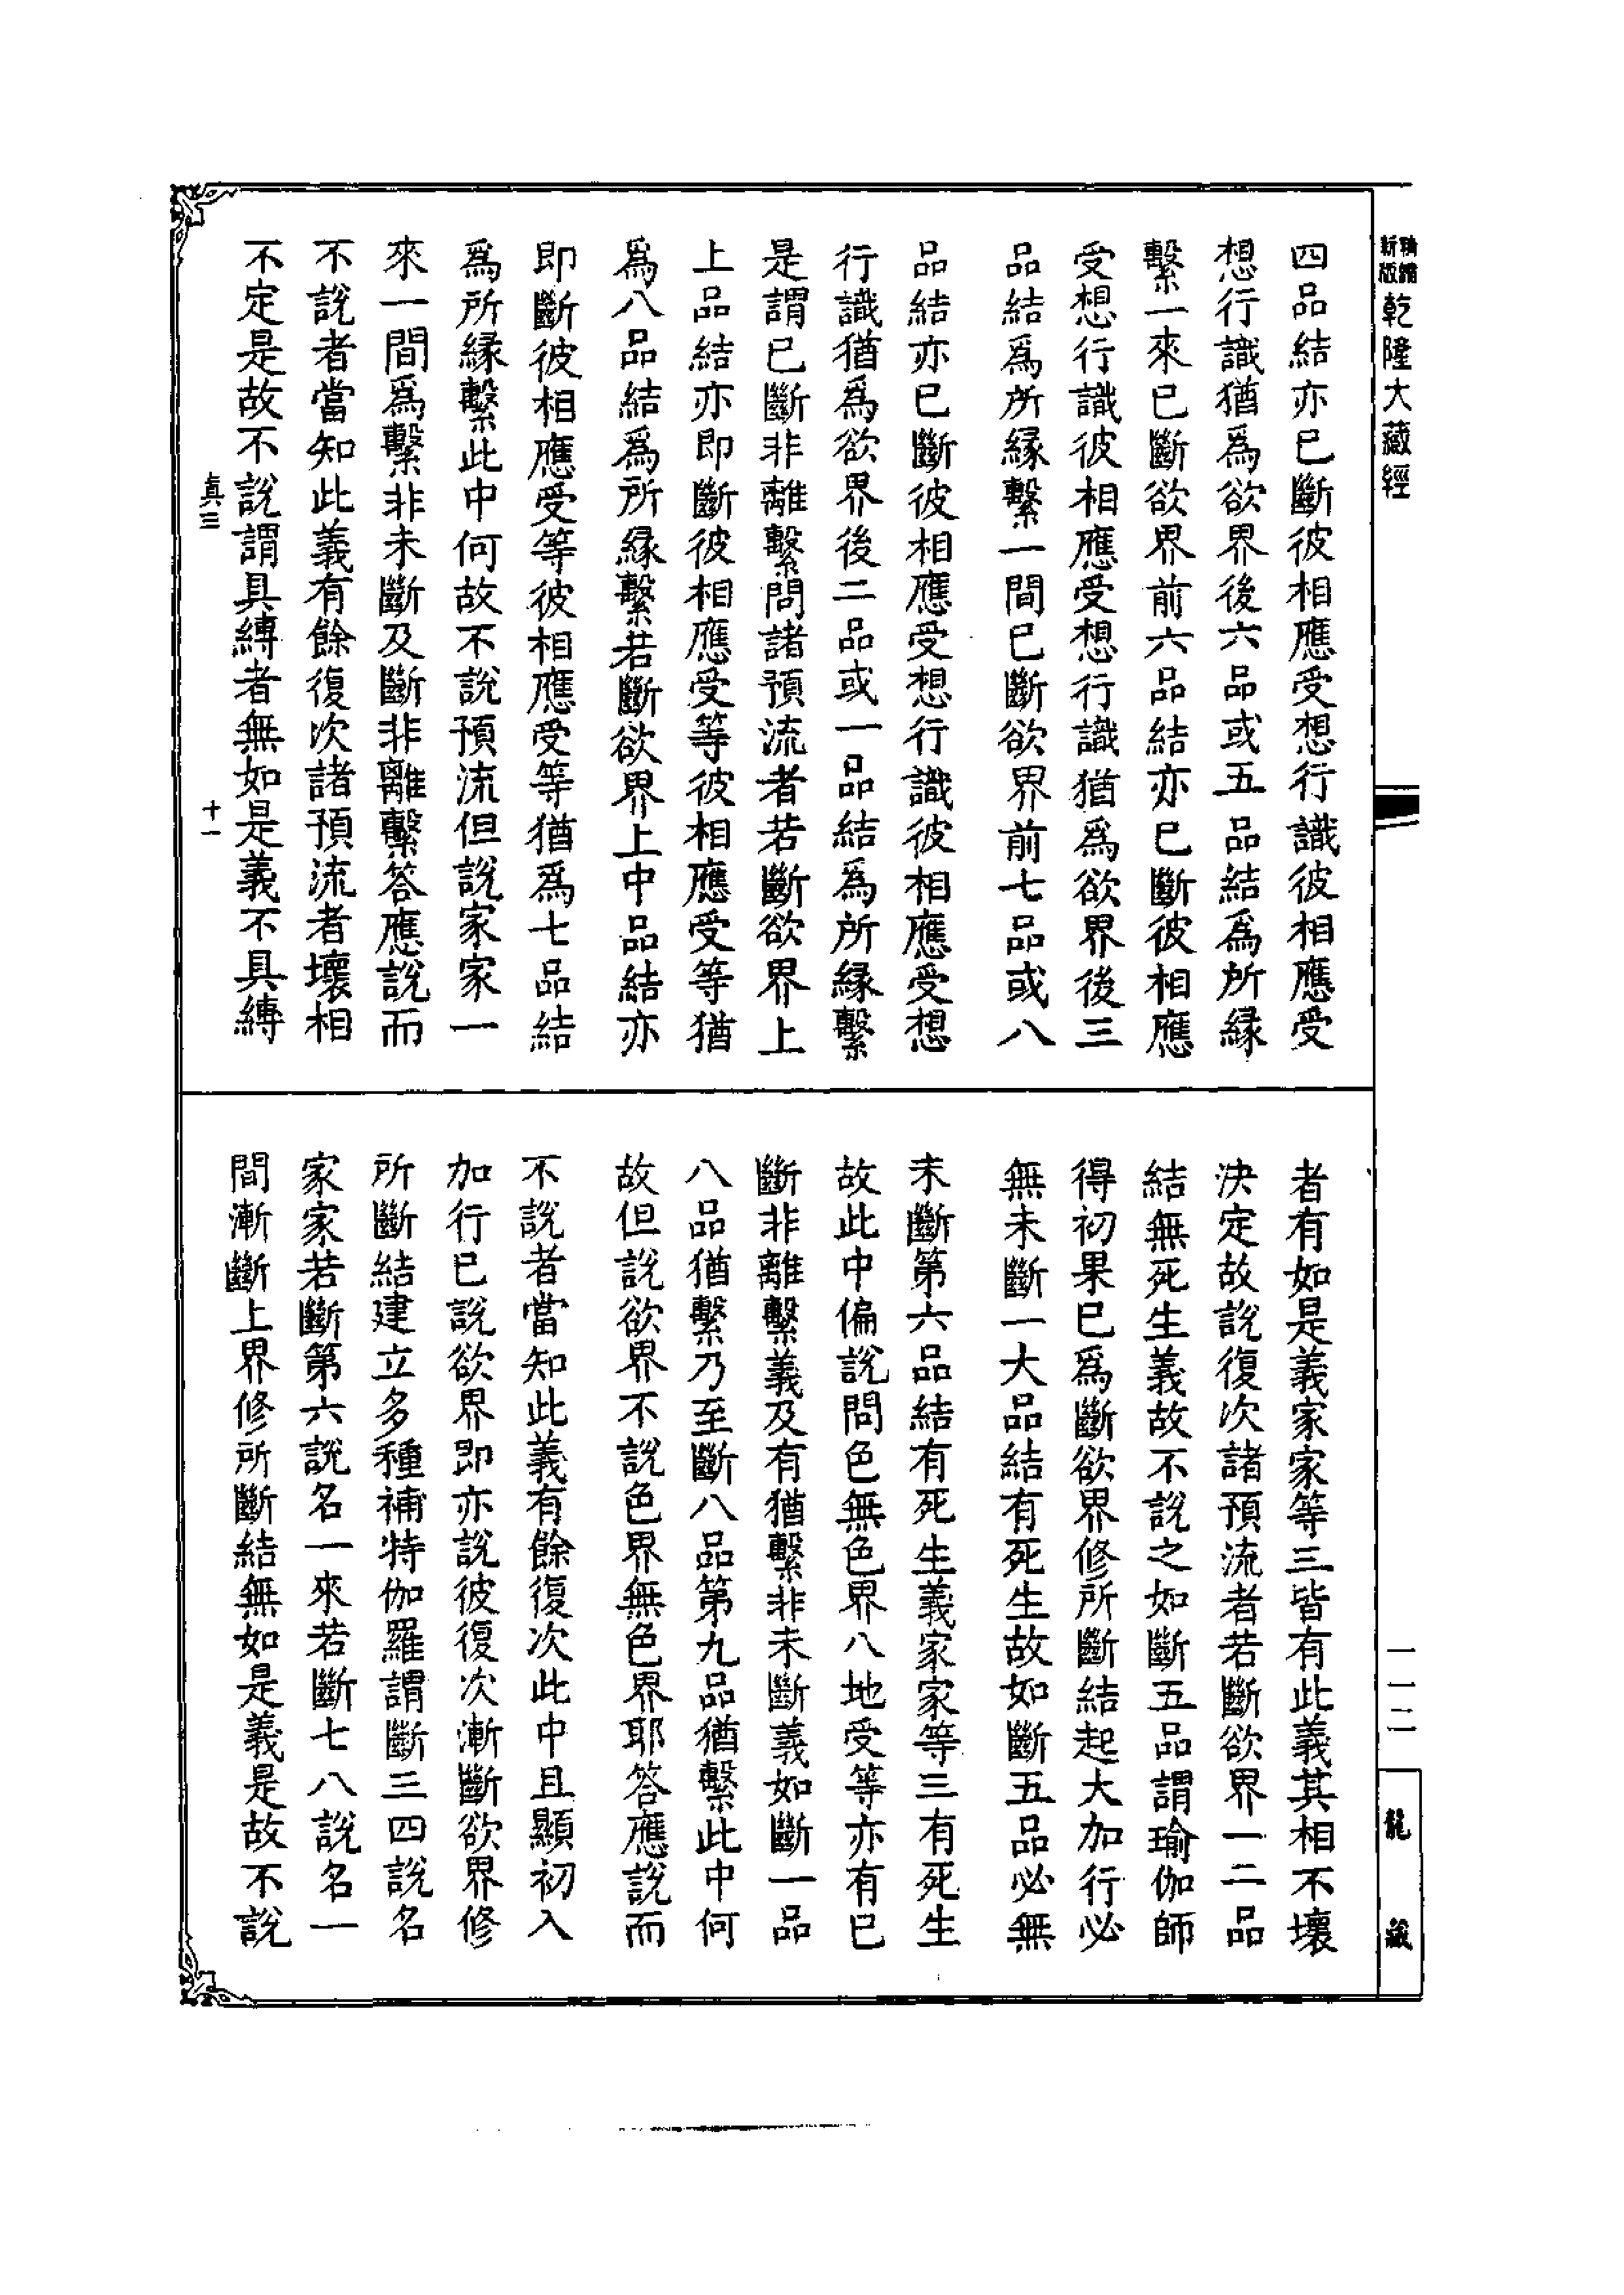 新版
精縮
乾隆大藏經
四品結亦已斷彼相應受想行識彼相應受
想行識猶爲欲界後六品或五品結爲所緣
繫一來已斷欲界前六品結亦已斷彼相應
受想行識彼相應受想行識猶爲欲界後三
品結爲所緣繫一間已斷欲界前七品或八
品結亦已斷彼相應受想行識彼相應受想
行識猶爲欲界後二品或一品結爲所緣繫
是謂已斷非離繫問諸預流者若斷欲界上
上品結亦即斷彼相應受等彼相應受等猶
爲八品結爲所緣繫若斷欲界上中品結亦
即斷彼相應受等彼相應受等猶爲七品結
爲所緣繫此中何故不說預流但說家家一
來一間爲繫非未斷及斷非離繫答應說而
不說者當知此義有餘復次諸預流者壞相
不定是故不說謂具縛者無如是義不具縛
真三
十一
者有如是義家家等三皆有此義其相不壞
決定故說復次諸預流者若斷欲界一二品
結無死生義故不說之如斷五品謂瑜伽師
得初果已爲斷欲界修所斷結起大加行必
無未斷一大品結有死生故如斷五品必無
未斷第六品結有死生義家家等三有死生
故此中偏說問色無色界八地受等亦有已
斷非離繫義及有猶繫非未斷義如斷一品
八品猶繫乃至斷八品第九品猶繫此中何
故但說欲界不說色界無色界耶答應說而
不說者當知此義有餘復次此中且顯初入
加行已說欲界即亦說彼復次漸斷欲界修
所斷結建立多種補特伽羅謂斷三四說名
家家若斷第六說名一來若斷七八說名一
間漸斷上界修所斷結無如是義是故不說
一一二
龍藏